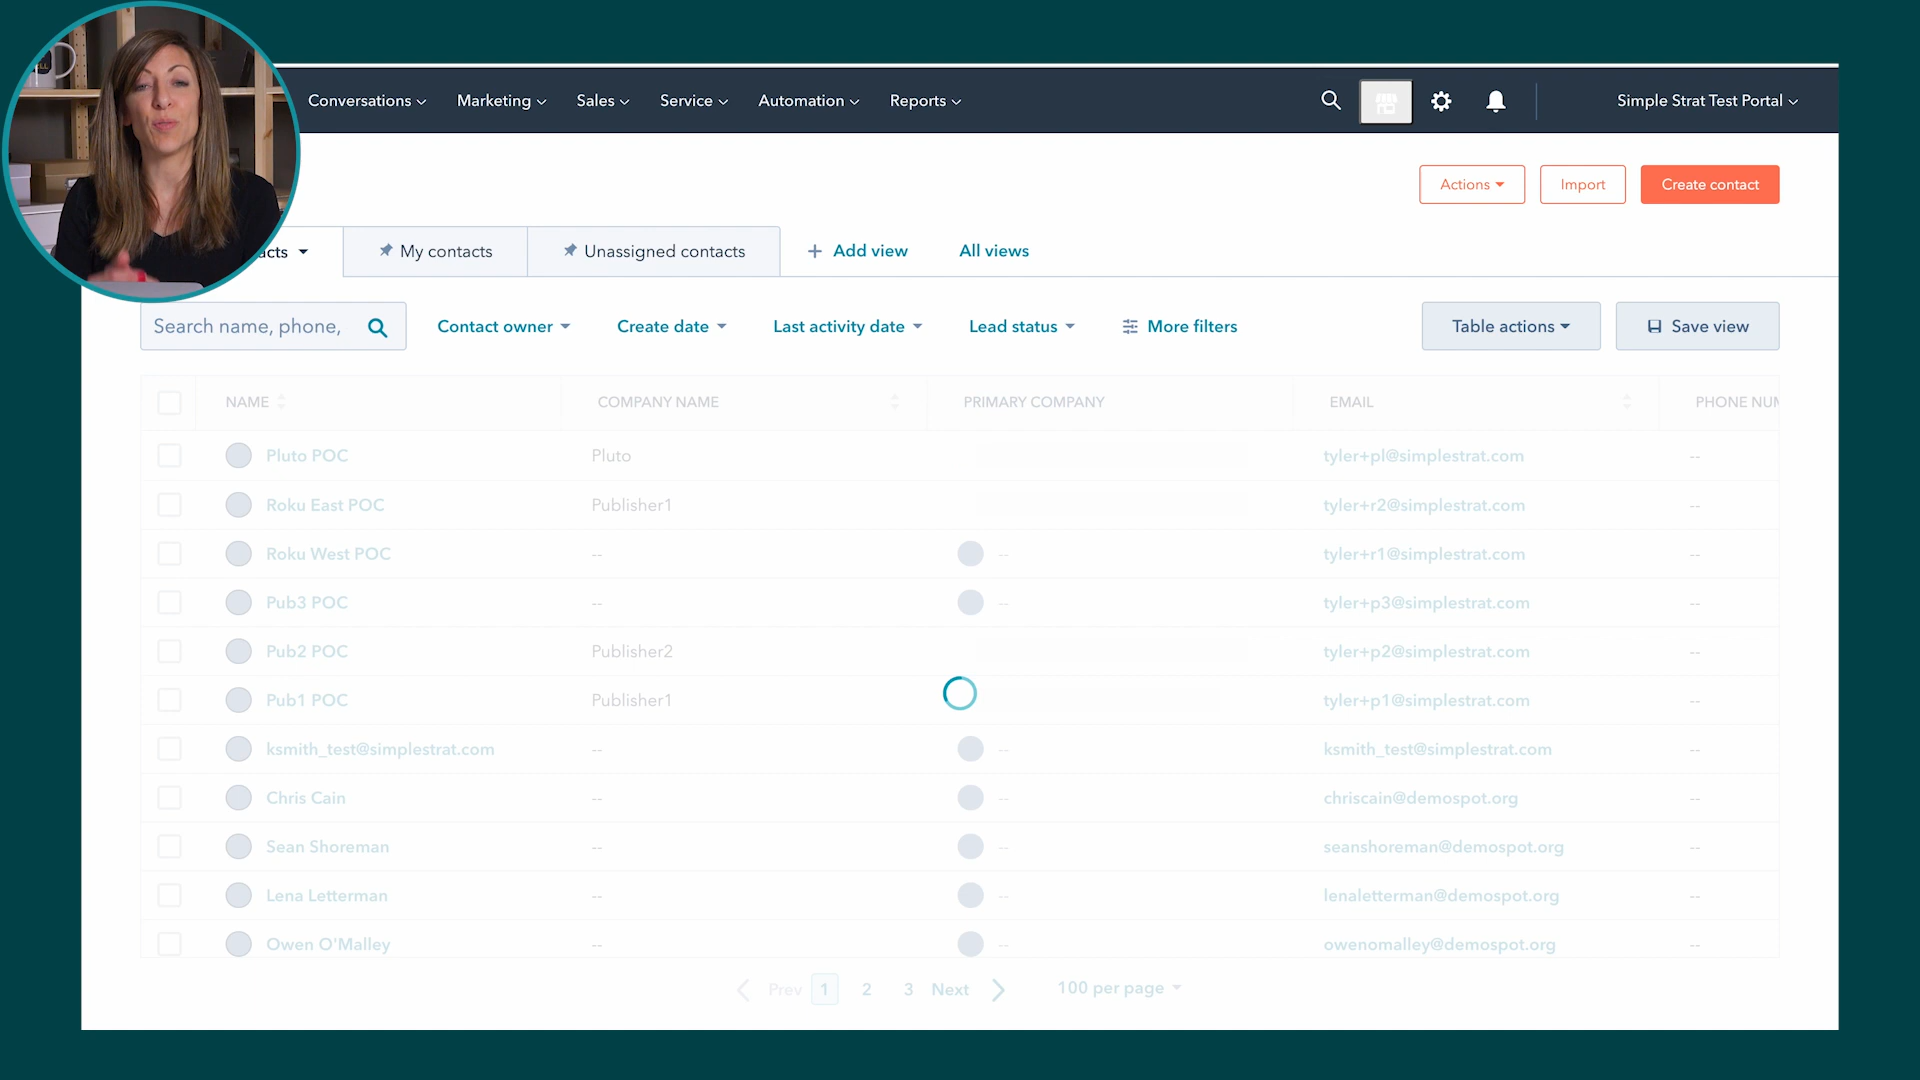 Conversations Marketing Sales Service Automation Reports Simple Strat Test Portal
Actions Import Create contact
My contacts Unassigned contacts + Add view All views
Search name, phone, Contact owner Create date Last activity date Lead status More filters Table actions Save view
NAME COMPANY NAME PRIMARY COMPANY EMAIL PHONE NUM
Pluto POC Pluto tyler+pl@simplestrat.com --
Roku East POC Publisher1 tyler+r2@simplestrat.com --
Roku West POC -- -- tyler+r1@simplestrat.com --
Pub3 POC -- -- tyler+p3@simplestrat.com --
Pub2 POC Publisher2 tyler+p2@simplestrat.com --
Pub1 POC Publisher1 tyler+p1@simplestrat.com --
ksmith_test@simplestrat.com -- -- ksmith_test@simplestrat.com --
Chris Cain -- -- chriscain@demospot.org --
Sean Shoreman -- -- seanshoreman@demospot.org --
Lena Letterman -- -- lenaletterman@demospot.org --
Owen O'Malley -- -- owenomalley@demospot.org --
Prev 1 2 3 Next 100 per page